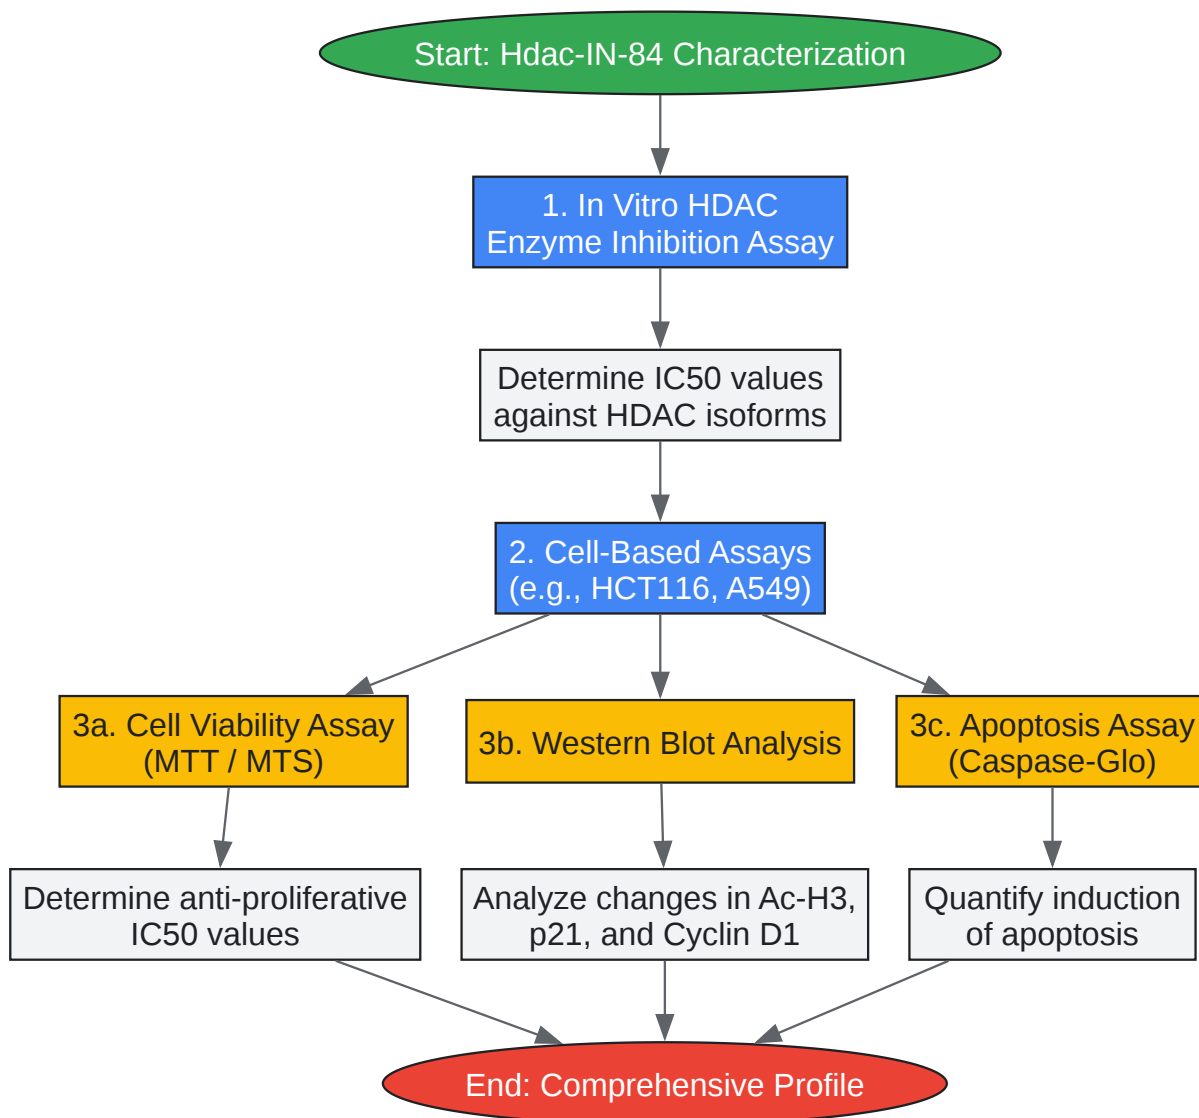 Start: Hdac-IN-84 Characterization
1. In Vitro HDAC
Enzyme Inhibition Assay
Determine IC50 values
against HDAC isoforms
2. Cell-Based Assays
(e.g., HCT116, A549)
3a. Cell Viability Assay
(MTT / MTS)
3b. Western Blot Analysis
3c. Apoptosis Assay
(Caspase-Glo)
Determine anti-proliferative
IC50 values
Analyze changes in Ac-H3,
p21, and Cyclin D1
Quantify induction
of apoptosis
End: Comprehensive Profile